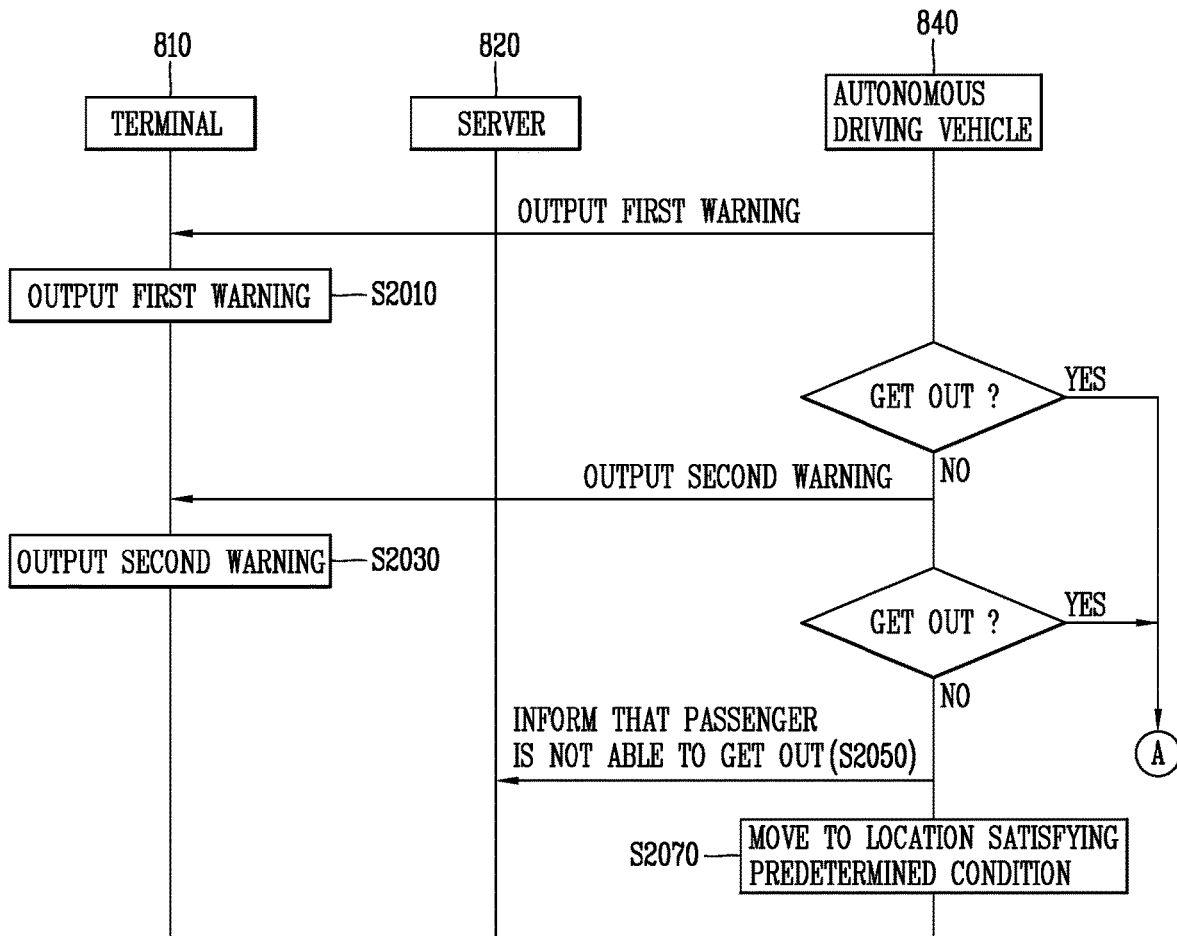 810
820
840
TERMINAL
SERVER
AUTONOMOUS
DRIVING VEHICLE
OUTPUT FIRST WARNING
OUTPUT FIRST WARNING
S2010
GET OUT ?
YES
NO
OUTPUT SECOND WARNING
OUTPUT SECOND WARNING
S2030
GET OUT ?
YES
NO
INFORM THAT PASSENGER
IS NOT ABLE TO GET OUT(S2050)
A
S2070
MOVE TO LOCATION SATISFYING
PREDETERMINED CONDITION